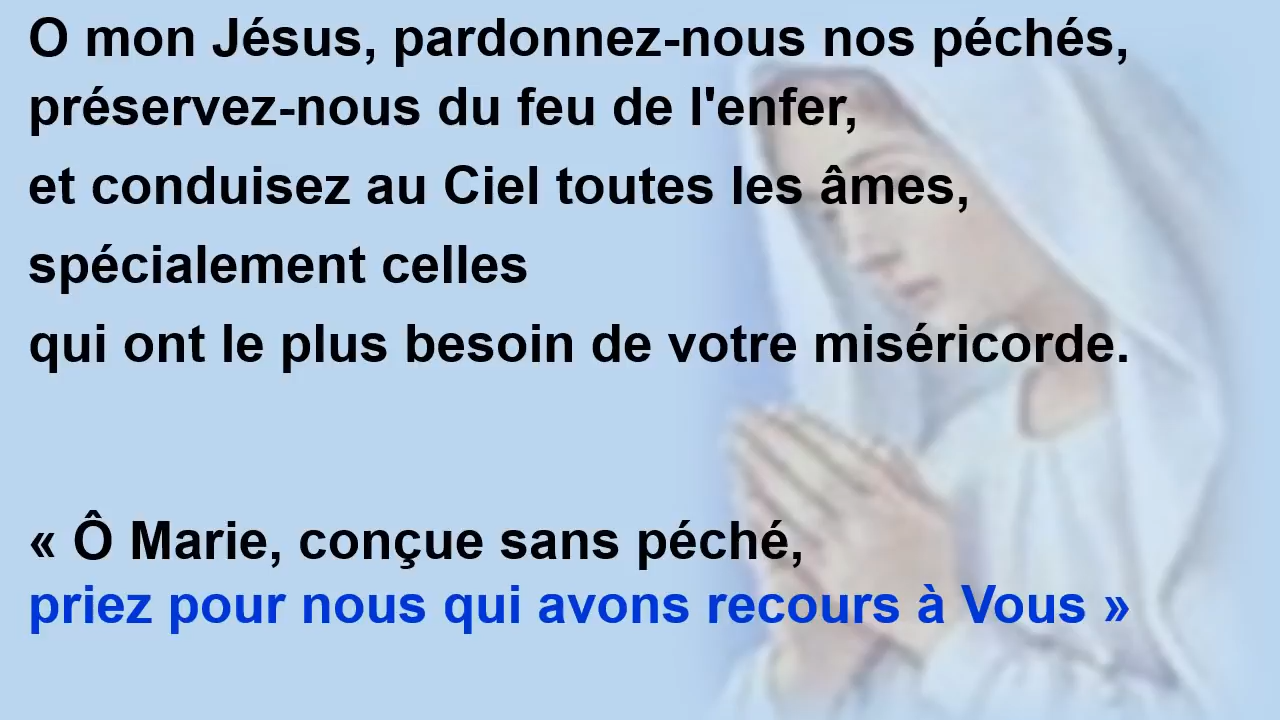 O mon Jésus, pardonnez-nous nos péchés,
préservez-nous du feu de l'enfer,
et conduisez au Ciel toutes les âmes,
spécialement celles
qui ont le plus besoin de votre miséricorde.
« Ô Marie, conçue sans péché,
priez pour nous qui avons recours à Vous »